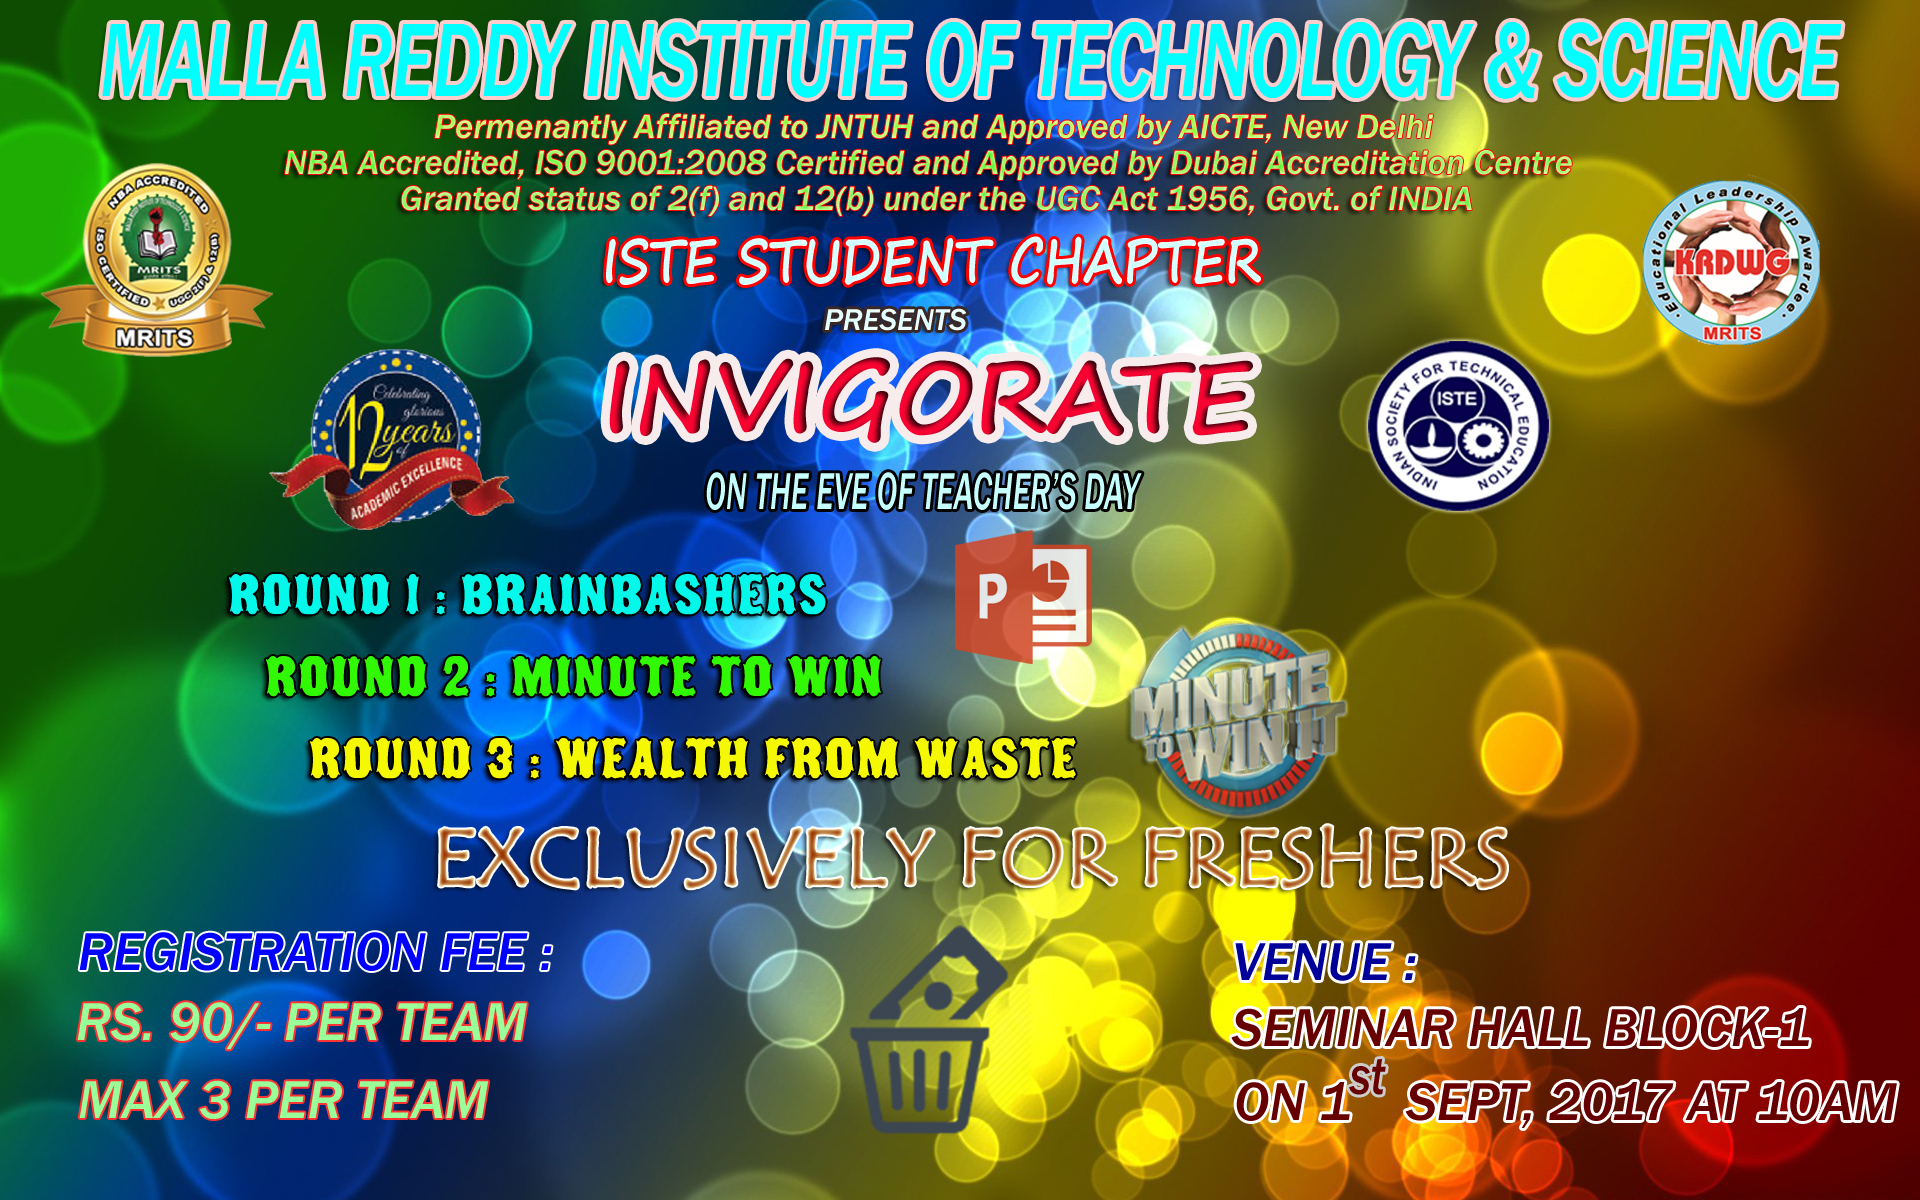 MALLA REDDY INSTITUTE OF TECHNOLOGY & SCIENCE
Permenantly Affiliated to JNTUH and Approved by AICTE, New Delhi
NBA Accredited, ISO 9001:2008 Certified and Approved by Dubai Accreditation Centre
Granted status of 2(f) and 12(b) under the UGC Act 1956, Govt. of INDIA
NBA ACCREDITED
ISO CERTIFIED ★ UGC 2(F) & 12(B)
MRITS
MRITS
Educational Leadership Awardee
KRDWG
MRITS
ISTE STUDENT CHAPTER
PRESENTS
INVIGORATE
ON THE EVE OF TEACHER'S DAY
Celebrating
glorious
12 years
of
ACADEMIC EXCELLENCE
INDIAN SOCIETY FOR TECHNICAL EDUCATION
ISTE
P
ROUND 1 : BRAINBASHERS
ROUND 2 : MINUTE TO WIN
ROUND 3 : WEALTH FROM WASTE
MINUTE
TO WIN IT
EXCLUSIVELY FOR FRESHERS
REGISTRATION FEE :
RS. 90/- PER TEAM
MAX 3 PER TEAM
VENUE :
SEMINAR HALL BLOCK-1
ON 1st SEPT, 2017 AT 10AM